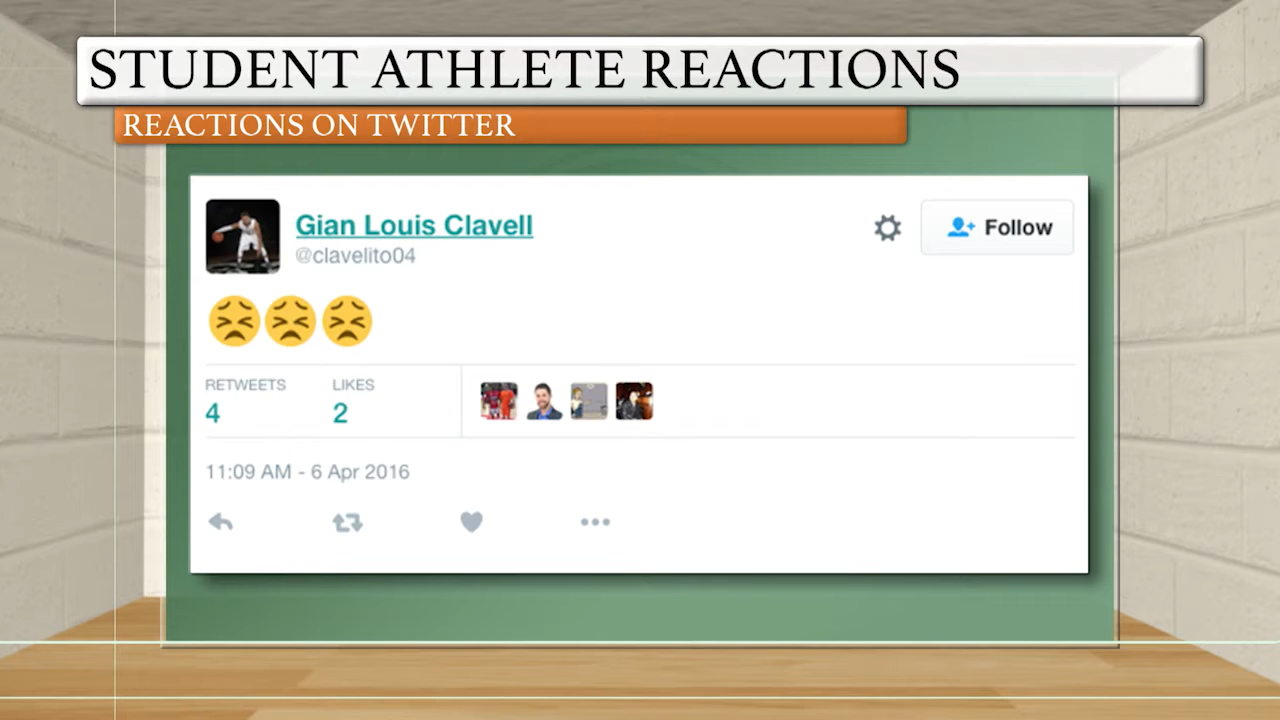 STUDENT ATHLETE REACTIONS
REACTIONS ON TWITTER
Gian Louis Clavell
@clavelito04
Follow
😣😣😣
RETWEETS LIKES
4 2
11:09 AM - 6 Apr 2016